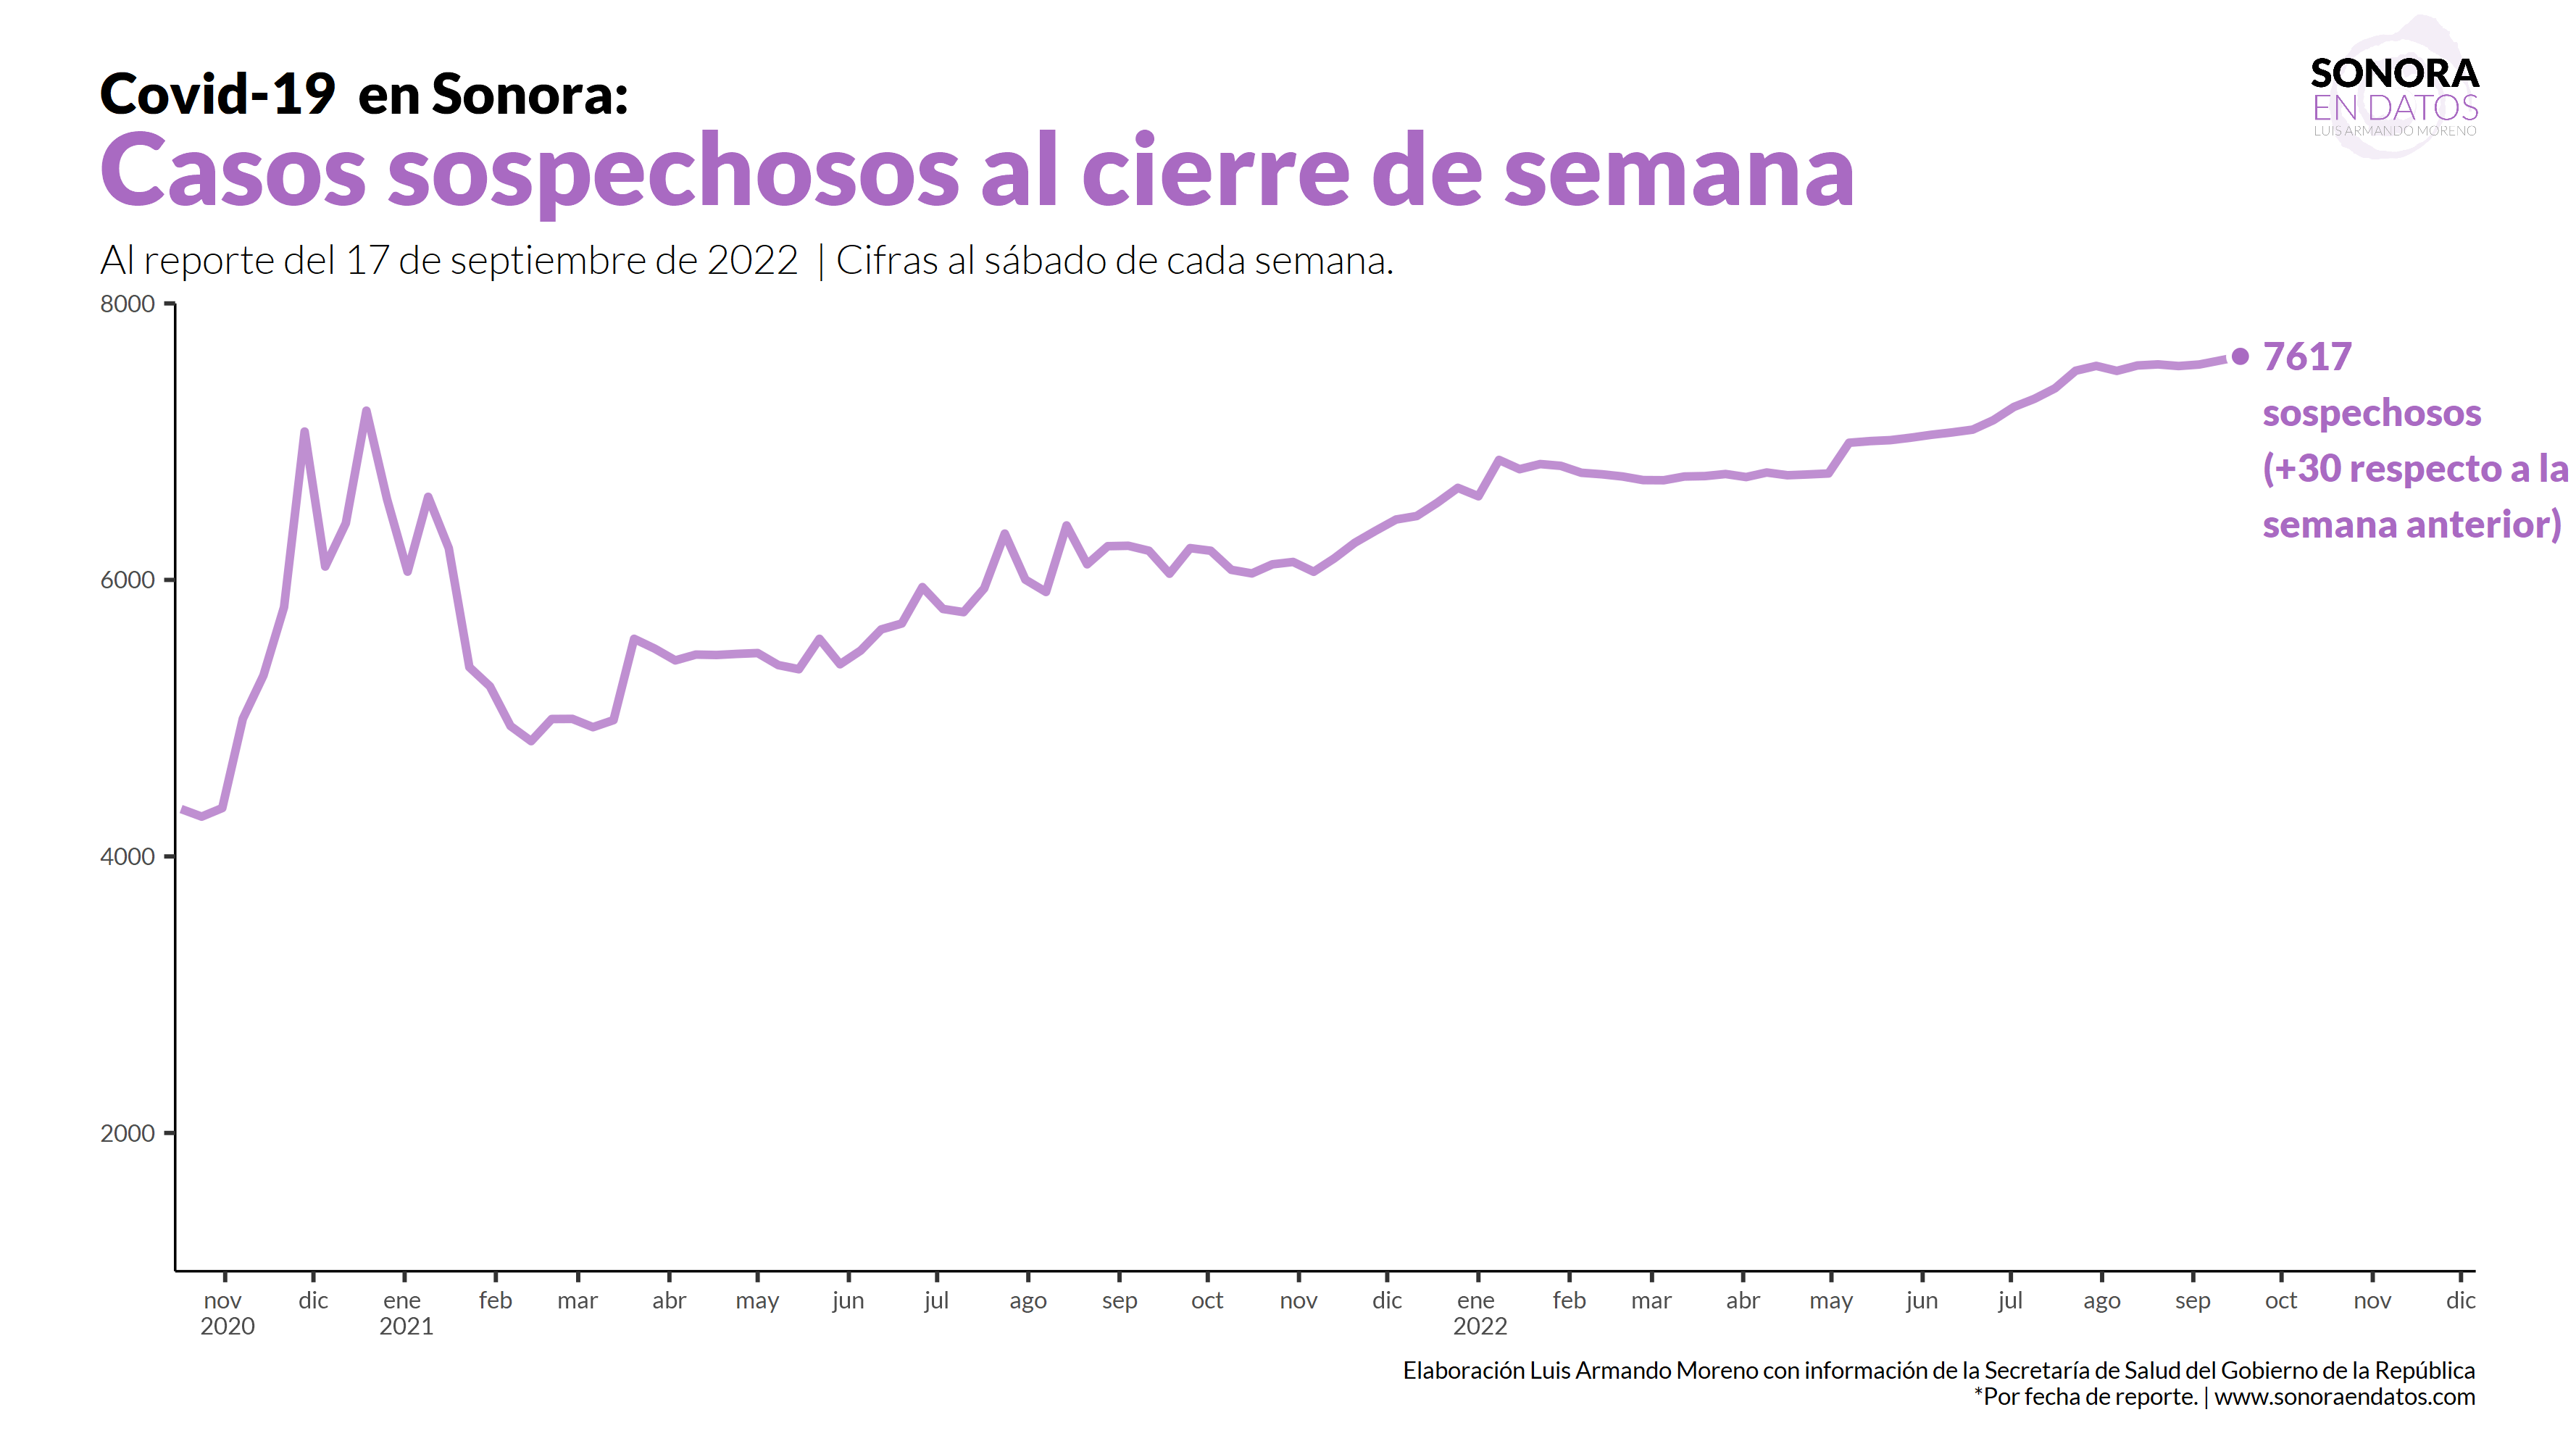 Covid-19 en Sonora:
Casos sospechosos al cierre de semana
Al reporte del 17 de septiembre de 2022 | Cifras al sábado de cada semana.
SONORA
EN DATOS
LUIS ARMANDO MORENO
8000
6000
4000
2000
7617
sospechosos
(+30 respecto a la
semana anterior)
nov dic ene feb mar abr may jun jul ago sep oct nov dic ene feb mar abr may jun jul ago sep oct nov dic
2020 2021 2022
Elaboración Luis Armando Moreno con información de la Secretaría de Salud del Gobierno de la República
*Por fecha de reporte. | www.sonoraendatos.com